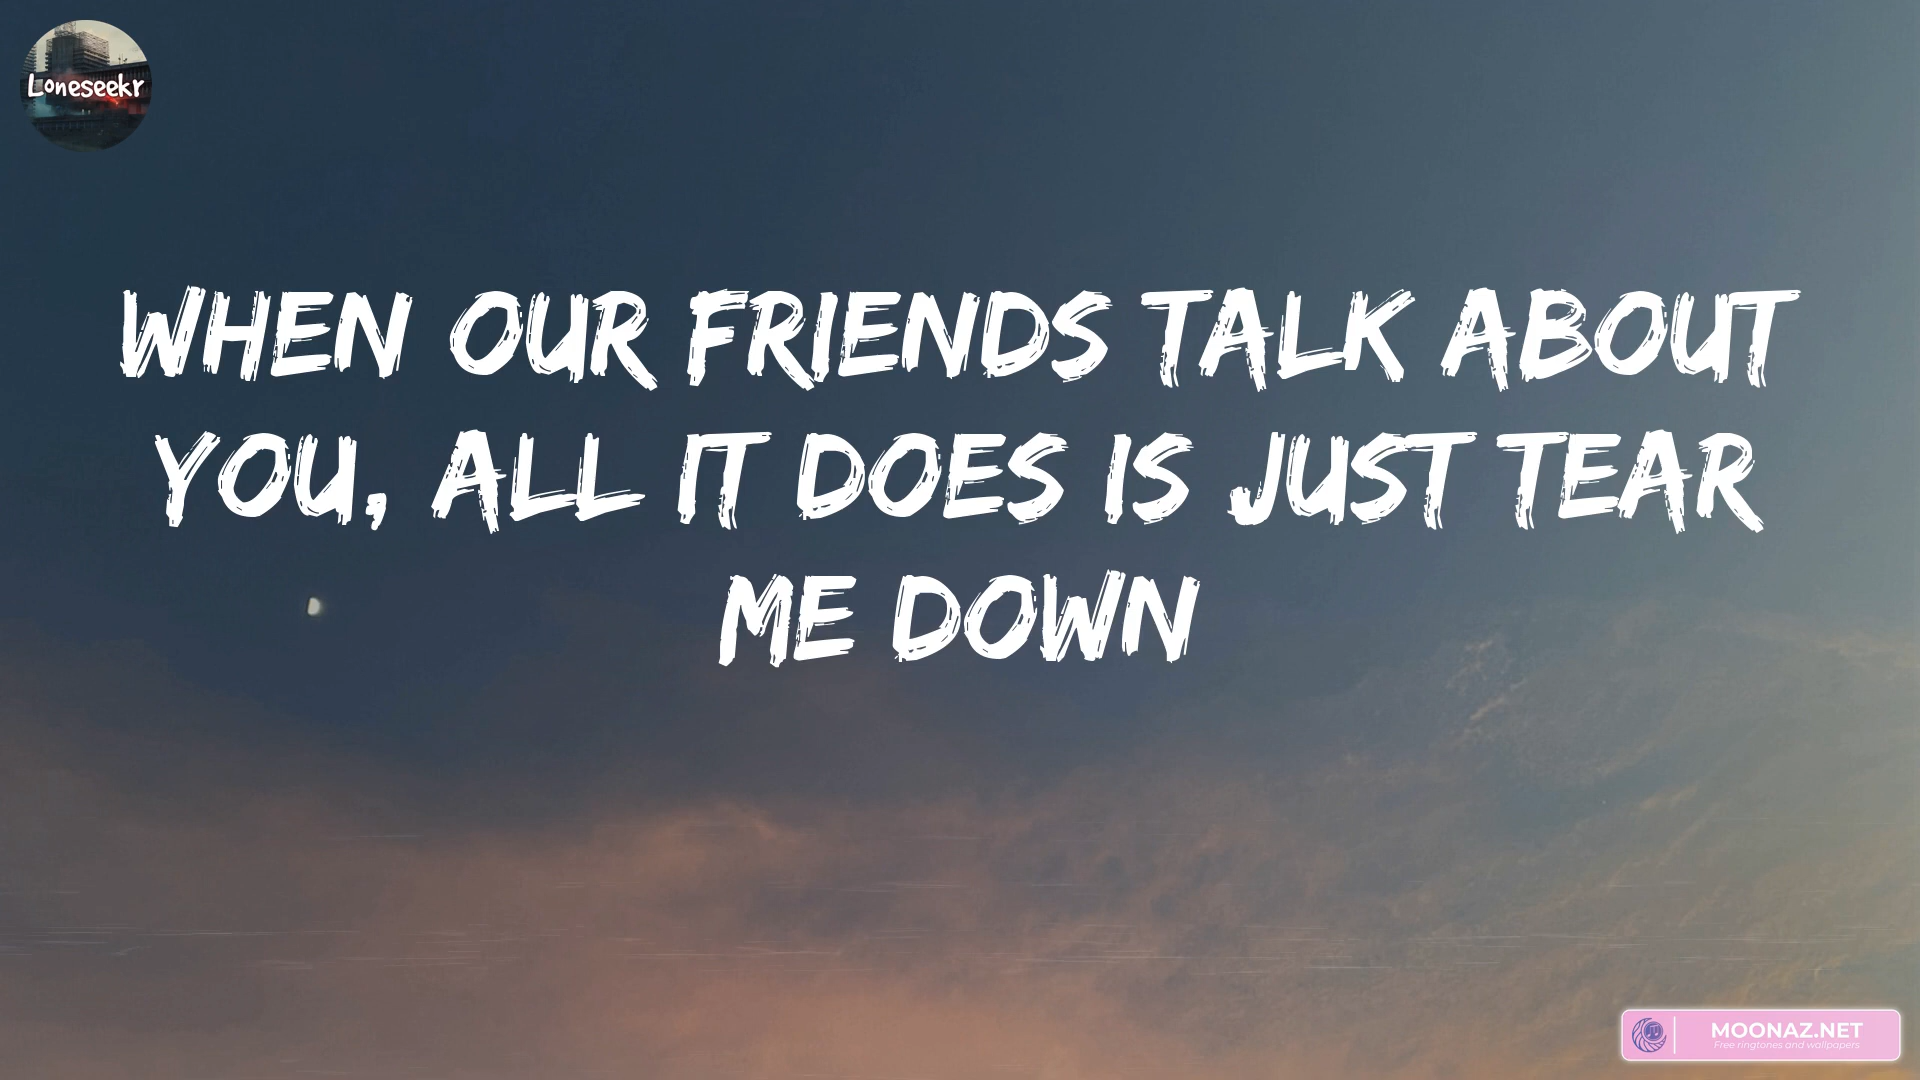 Loneseekr
WHEN OUR FRIENDS TALK ABOUT
YOU, ALL IT DOES IS JUST TEAR
ME DOWN
MOONAZ.NET
Free ringtones and wallpapers